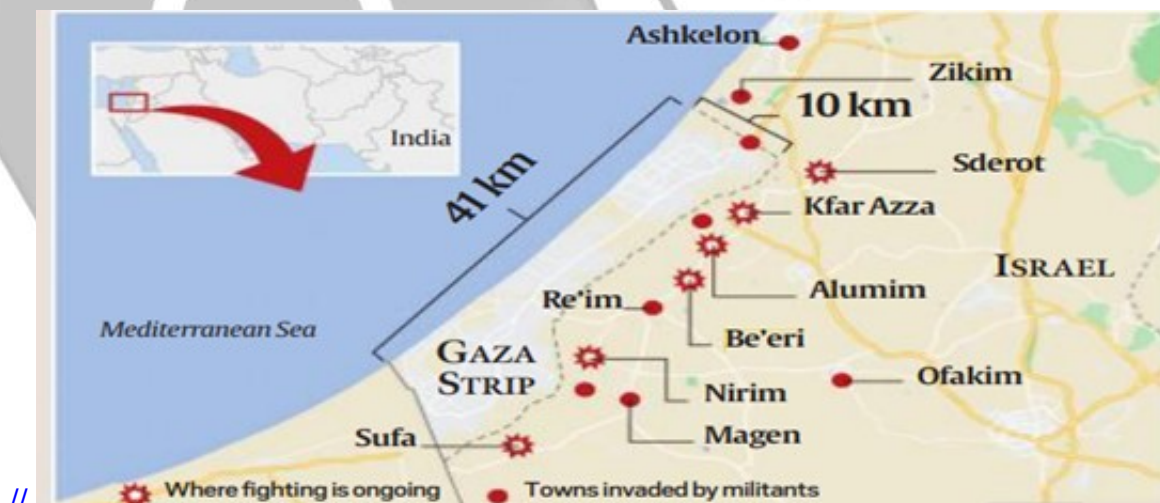 Ashkelon
Zikim
10 km
India
Sderot
41 km
Kfar Azza
ISRAEL
Alumim
Re'im
Mediterranean Sea
Be'eri
GAZA
STRIP
Ofakim
Nirim
Sufa
Magen
Where fighting is ongoing
Towns invaded by militants
//